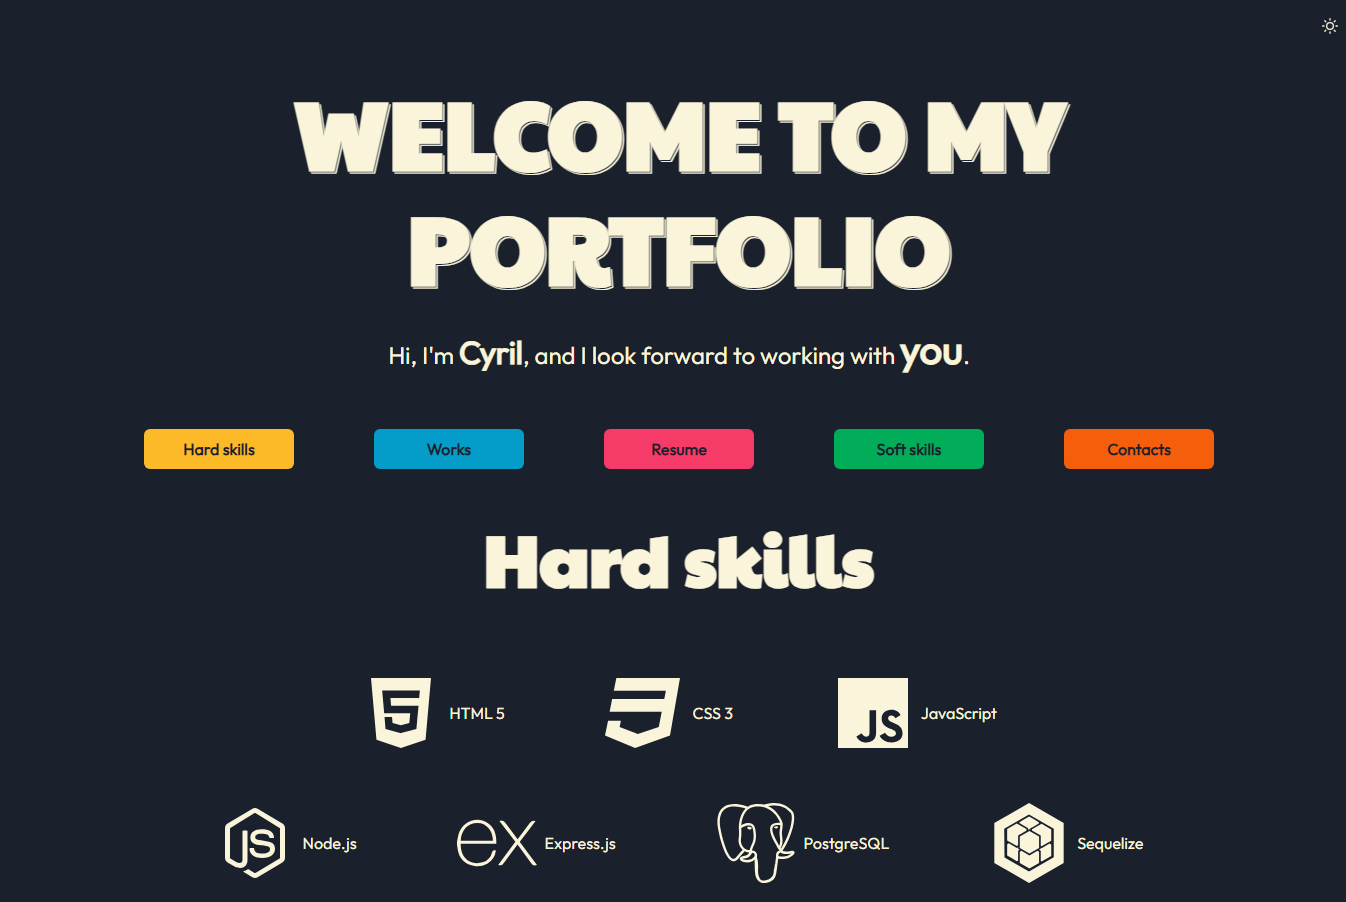 WELCOME TO MY
PORTFOLIO
Hi, I'm Cyril, and I look forward to working with you.
Hard skills
Works
Resume
Soft skills
Contacts
Hard skills
5 HTML 5
CSS 3
JS JavaScript
JS Node.js
ex Express.js
PostgreSQL
Sequelize